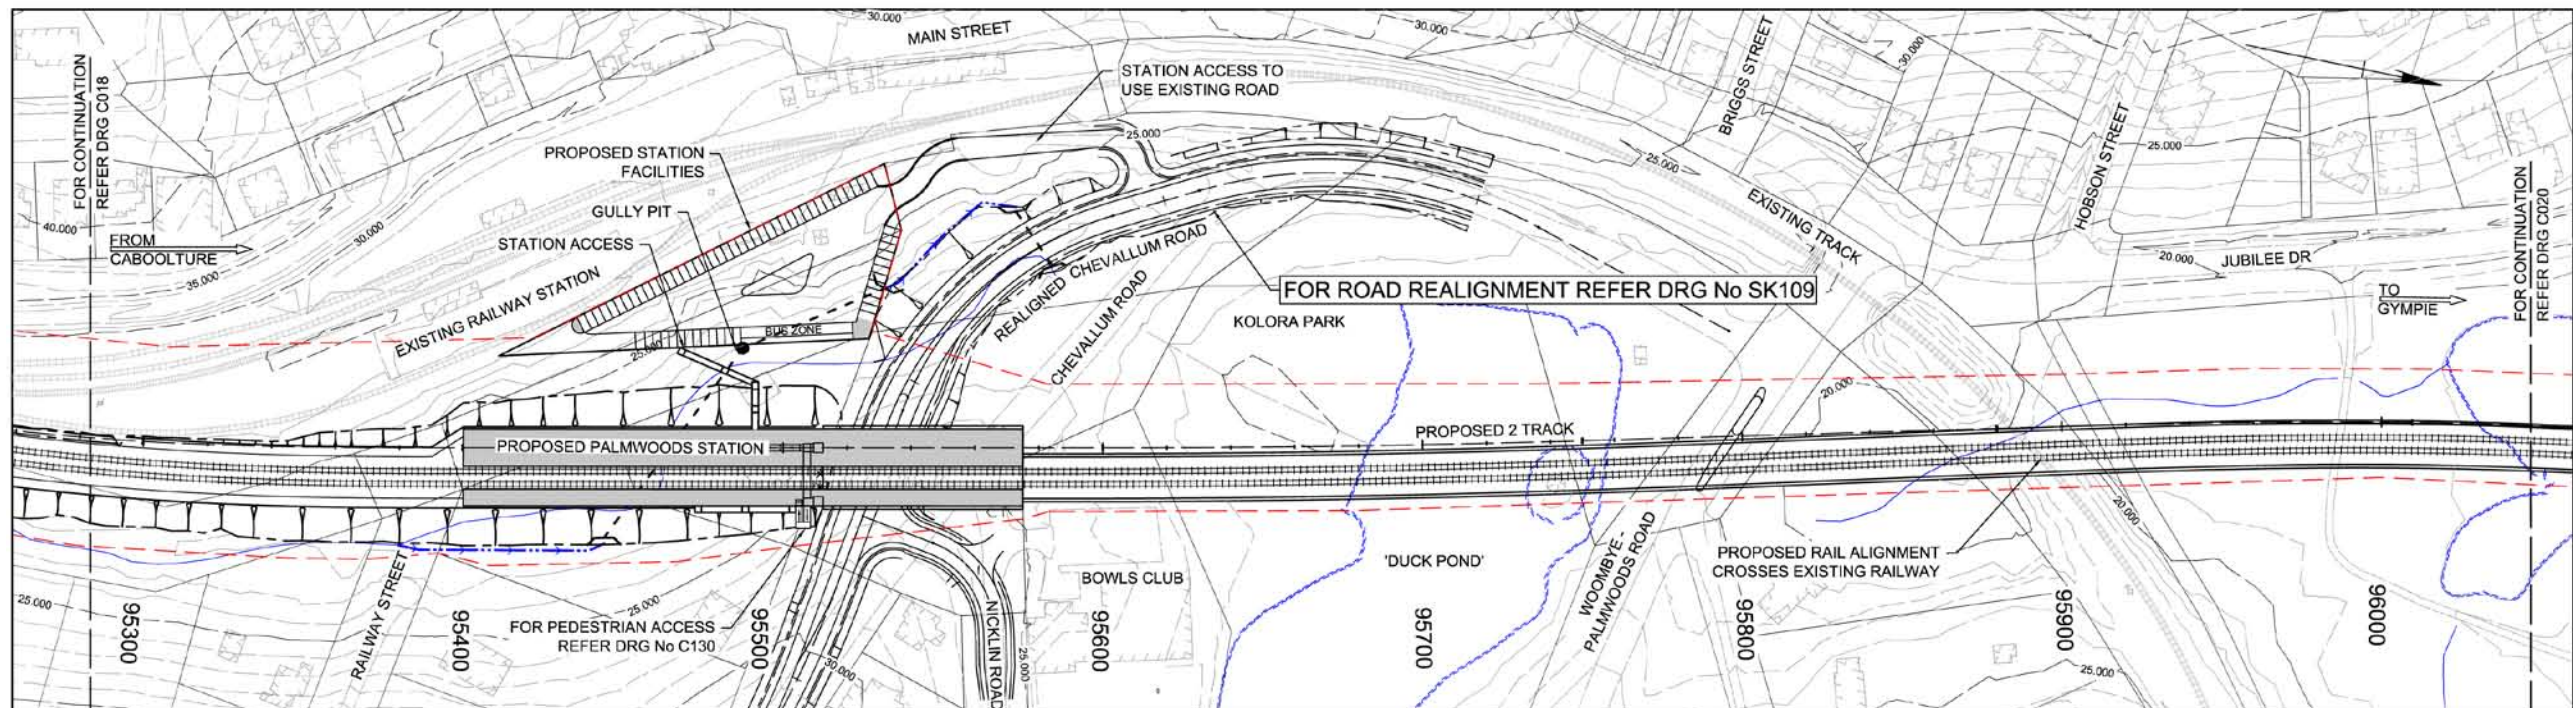 30.000
MAIN STREET
30.000
BRIGGS STREET
30.000
FOR CONTINUATION
REFER DRG C018
STATION ACCESS TO
USE EXISTING ROAD
25.000
HOBSON STREET
25.000
PROPOSED STATION
FACILITIES
25.000
GULLY PIT
EXISTING TRACK
FOR CONTINUATION
REFER DRG C020
40.000
FROM
CABOOLTURE
30.000
STATION ACCESS
35.000
REALIGNED CHEVALLUM ROAD
20.000
JUBILEE DR
EXISTING RAILWAY STATION
CHEVALLUM ROAD
FOR ROAD REALIGNMENT REFER DRG No SK109
TO
GYMPIE
BUS ZONE
KOLORA PARK
25.000
20.000
PROPOSED PALMWOODS STATION
PROPOSED 2 TRACK
20.000
RAILWAY STREET
WOOMBYE -
PALMWOODS ROAD
PROPOSED RAIL ALIGNMENT
CROSSES EXISTING RAILWAY
'DUCK POND'
BOWLS CLUB
25.000
25.000
FOR PEDESTRIAN ACCESS
REFER DRG No C130
NICKLIN ROAD
25.000
30.000
25.000
95300
95400
95500
95600
95700
95800
95900
96000